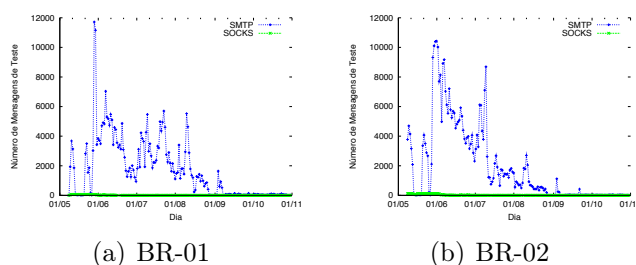 12000
10000
8000
6000
4000
2000
0
Número de Mensagens de Teste
SMTP
SOCKS
01/05 01/06 01/07 01/08 01/09 01/10 01/11
Dia
(a) BR-01
12000
10000
8000
6000
4000
2000
0
Número de Mensagens de Teste
SMTP
SOCKS
01/05 01/06 01/07 01/08 01/09 01/10 01/1
Dia
(b) BR-02